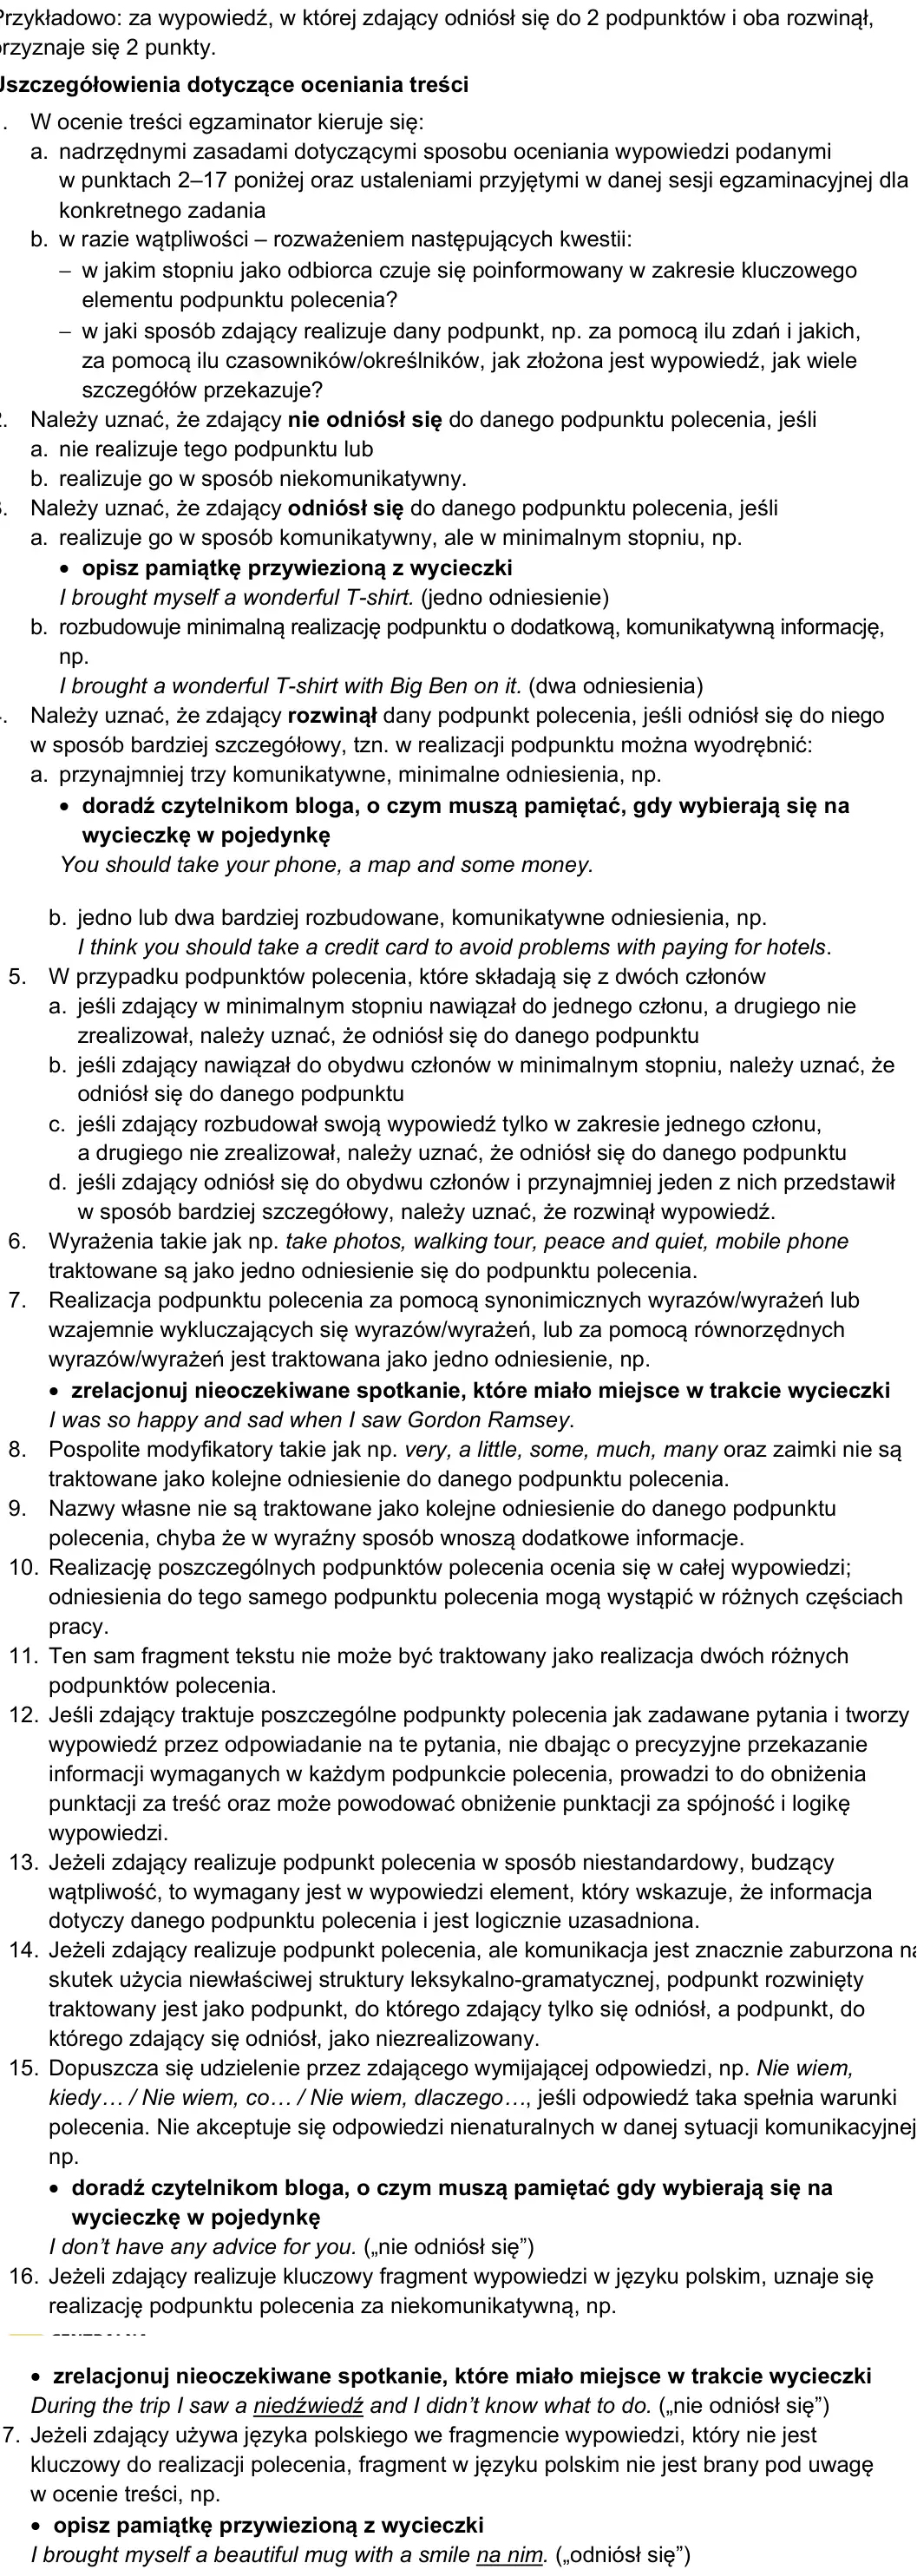 Przykładowo: za wypowiedź, w której zdający odniósł się do 2 podpunktów i oba rozwinął,
przyznaje się 2 punkty.
Uszczegółowienia dotyczące oceniania treści
. W ocenie treści egzaminator kieruje się:
a. nadrzędnymi zasadami dotyczącymi sposobu oceniania wypowiedzi podanymi
w punktach 2–17 poniżej oraz ustaleniami przyjętymi w danej sesji egzaminacyjnej dla
konkretnego zadania
b. w razie wątpliwości – rozważeniem następujących kwestii:
– w jakim stopniu jako odbiorca czuje się poinformowany w zakresie kluczowego
elementu podpunktu polecenia?
– w jaki sposób zdający realizuje dany podpunkt, np. za pomocą ilu zdań i jakich,
za pomocą ilu czasowników/określników, jak złożona jest wypowiedź, jak wiele
szczegółów przekazuje?
2. Należy uznać, że zdający nie odniósł się do danego podpunktu polecenia, jeśli
a. nie realizuje tego podpunktu lub
b. realizuje go w sposób niekomunikatywny.
3. Należy uznać, że zdający odniósł się do danego podpunktu polecenia, jeśli
a. realizuje go w sposób komunikatywny, ale w minimalnym stopniu, np.
• opisz pamiątkę przywiezioną z wycieczki
I brought myself a wonderful T-shirt. (jedno odniesienie)
b. rozbudowuje minimalną realizację podpunktu o dodatkową, komunikatywną informację,
np.
I brought a wonderful T-shirt with Big Ben on it. (dwa odniesienia)
4. Należy uznać, że zdający rozwinął dany podpunkt polecenia, jeśli odniósł się do niego
w sposób bardziej szczegółowy, tzn. w realizacji podpunktu można wyodrębnić:
a. przynajmniej trzy komunikatywne, minimalne odniesienia, np.
• doradź czytelnikom bloga, o czym muszą pamiętać, gdy wybierają się na
wycieczkę w pojedynkę
You should take your phone, a map and some money.
b. jedno lub dwa bardziej rozbudowane, komunikatywne odniesienia, np.
I think you should take a credit card to avoid problems with paying for hotels.
5. W przypadku podpunktów polecenia, które składają się z dwóch członów
a. jeśli zdający w minimalnym stopniu nawiązał do jednego członu, a drugiego nie
zrealizował, należy uznać, że odniósł się do danego podpunktu
b. jeśli zdający nawiązał do obydwu członów w minimalnym stopniu, należy uznać, że
odniósł się do danego podpunktu
c. jeśli zdający rozbudował swoją wypowiedź tylko w zakresie jednego członu,
a drugiego nie zrealizował, należy uznać, że odniósł się do danego podpunktu
d. jeśli zdający odniósł się do obydwu członów i przynajmniej jeden z nich przedstawił
w sposób bardziej szczegółowy, należy uznać, że rozwinął wypowiedź.
6. Wyrażenia takie jak np. take photos, walking tour, peace and quiet, mobile phone
traktowane są jako jedno odniesienie się do podpunktu polecenia.
7. Realizacja podpunktu polecenia za pomocą synonimicznych wyrazów/wyrażeń lub
wzajemnie wykluczających się wyrazów/wyrażeń, lub za pomocą równorzędnych
wyrazów/wyrażeń jest traktowana jako jedno odniesienie, np.
• zrelacjonuj nieoczekiwane spotkanie, które miało miejsce w trakcie wycieczki
I was so happy and sad when I saw Gordon Ramsey.
8. Pospolite modyfikatory takie jak np. very, a little, some, much, many oraz zaimki nie są
traktowane jako kolejne odniesienie do danego podpunktu polecenia.
9. Nazwy własne nie są traktowane jako kolejne odniesienie do danego podpunktu
polecenia, chyba że w wyraźny sposób wnoszą dodatkowe informacje.
10. Realizację poszczególnych podpunktów polecenia ocenia się w całej wypowiedzi;
odniesienia do tego samego podpunktu polecenia mogą wystąpić w różnych częściach
pracy.
11. Ten sam fragment tekstu nie może być traktowany jako realizacja dwóch różnych
podpunktów polecenia.
12. Jeśli zdający traktuje poszczególne podpunkty polecenia jak zadawane pytania i tworzy
wypowiedź przez odpowiadanie na te pytania, nie dbając o precyzyjne przekazanie
informacji wymaganych w każdym podpunkcie polecenia, prowadzi to do obniżenia
punktacji za treść oraz może powodować obniżenie punktacji za spójność i logikę
wypowiedzi.
13. Jeżeli zdający realizuje podpunkt polecenia w sposób niestandardowy, budzący
wątpliwość, to wymagany jest w wypowiedzi element, który wskazuje, że informacja
dotyczy danego podpunktu polecenia i jest logicznie uzasadniona.
14. Jeżeli zdający realizuje podpunkt polecenia, ale komunikacja jest znacznie zaburzona na
skutek użycia niewłaściwej struktury leksykalno-gramatycznej, podpunkt rozwinięty
traktowany jest jako podpunkt, do którego zdający tylko się odniósł, a podpunkt, do
którego zdający się odniósł, jako niezrealizowany.
15. Dopuszcza się udzielenie przez zdającego wymijającej odpowiedzi, np. Nie wiem,
kiedy… / Nie wiem, co… / Nie wiem, dlaczego…, jeśli odpowiedź taka spełnia warunki
polecenia. Nie akceptuje się odpowiedzi nienaturalnych w danej sytuacji komunikacyjnej
np.
• doradź czytelnikom bloga, o czym muszą pamiętać gdy wybierają się na
wycieczkę w pojedynkę
I don't have any advice for you. („nie odniósł się”)
16. Jeżeli zdający realizuje kluczowy fragment wypowiedzi w języku polskim, uznaje się
realizację podpunktu polecenia za niekomunikatywną, np.
• zrelacjonuj nieoczekiwane spotkanie, które miało miejsce w trakcie wycieczki
During the trip I saw a niedźwiedź and I didn't know what to do. („nie odniósł się”)
7. Jeżeli zdający używa języka polskiego we fragmencie wypowiedzi, który nie jest
kluczowy do realizacji polecenia, fragment w języku polskim nie jest brany pod uwagę
w ocenie treści, np.
• opisz pamiątkę przywiezioną z wycieczki
I brought myself a beautiful mug with a smile na nim. („odniósł się”)